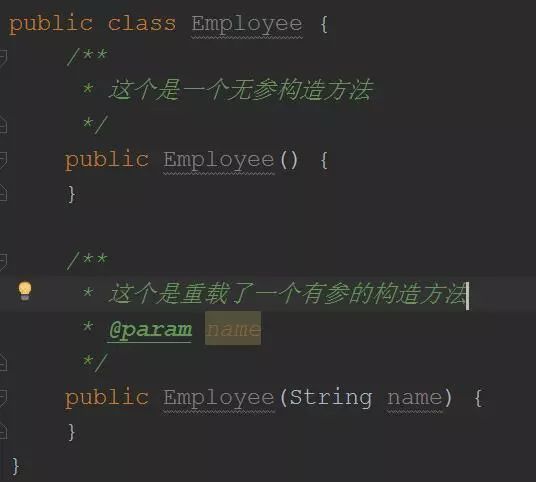 public class Employee {
/**
* 这个是一个无参构造方法
*/
public Employee() {
}
/**
* 这个是重载了一个有参的构造方法
* @param name
*/
public Employee(String name) {
}
}